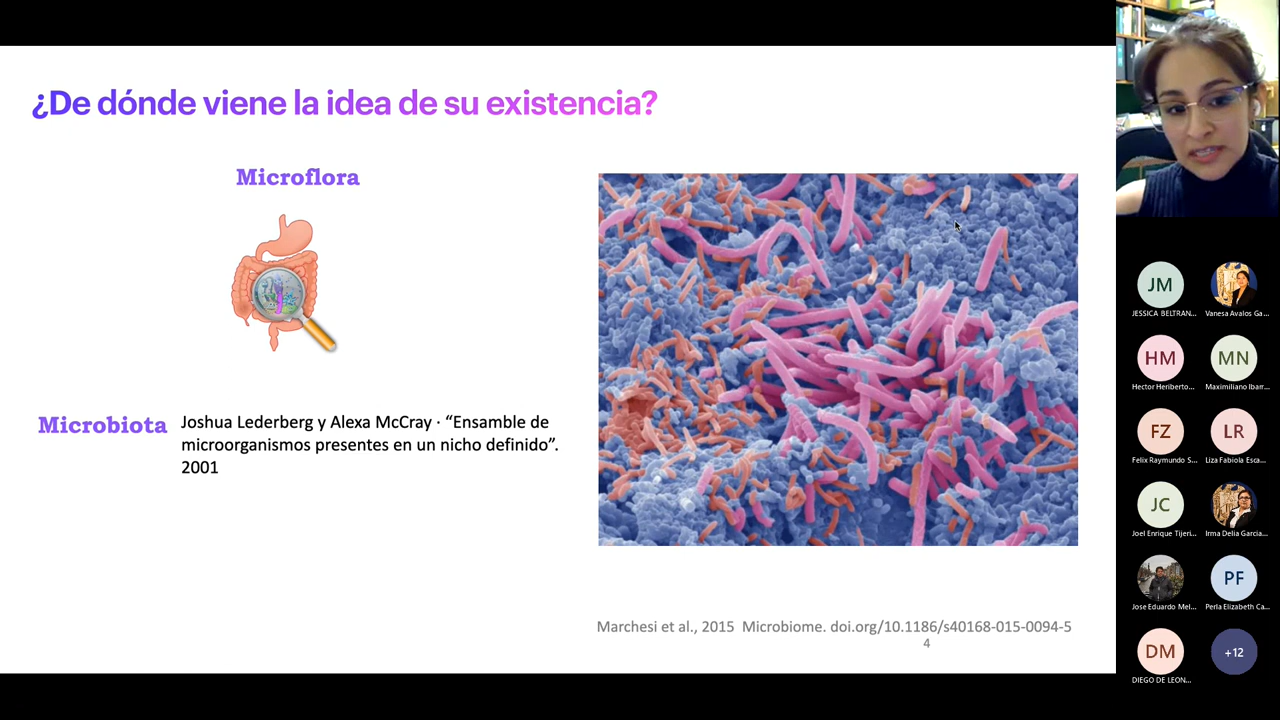 ¿De dónde viene la idea de su existencia?
Microflora
Microbiota
Joshua Lederberg y Alexa McCray · “Ensamble de
microorganismos presentes en un nicho definido”.
2001
Marchesi et al., 2015 Microbiome. doi.org/10.1186/s40168-015-0094-5
4
JM
JESSICA BELTRAN...
Vanesa Avalos Ga...
HM
Hector Heriberto...
MN
Maximiliano Ibarr...
FZ
Felix Raymundo S...
LR
Liza Fabiola Esca...
JC
Joel Enrique Tijeri...
Irma Delia Garcia...
Jose Eduardo Mel...
PF
Perla Elizabeth Ca...
DM
DIEGO DE LEON...
+12